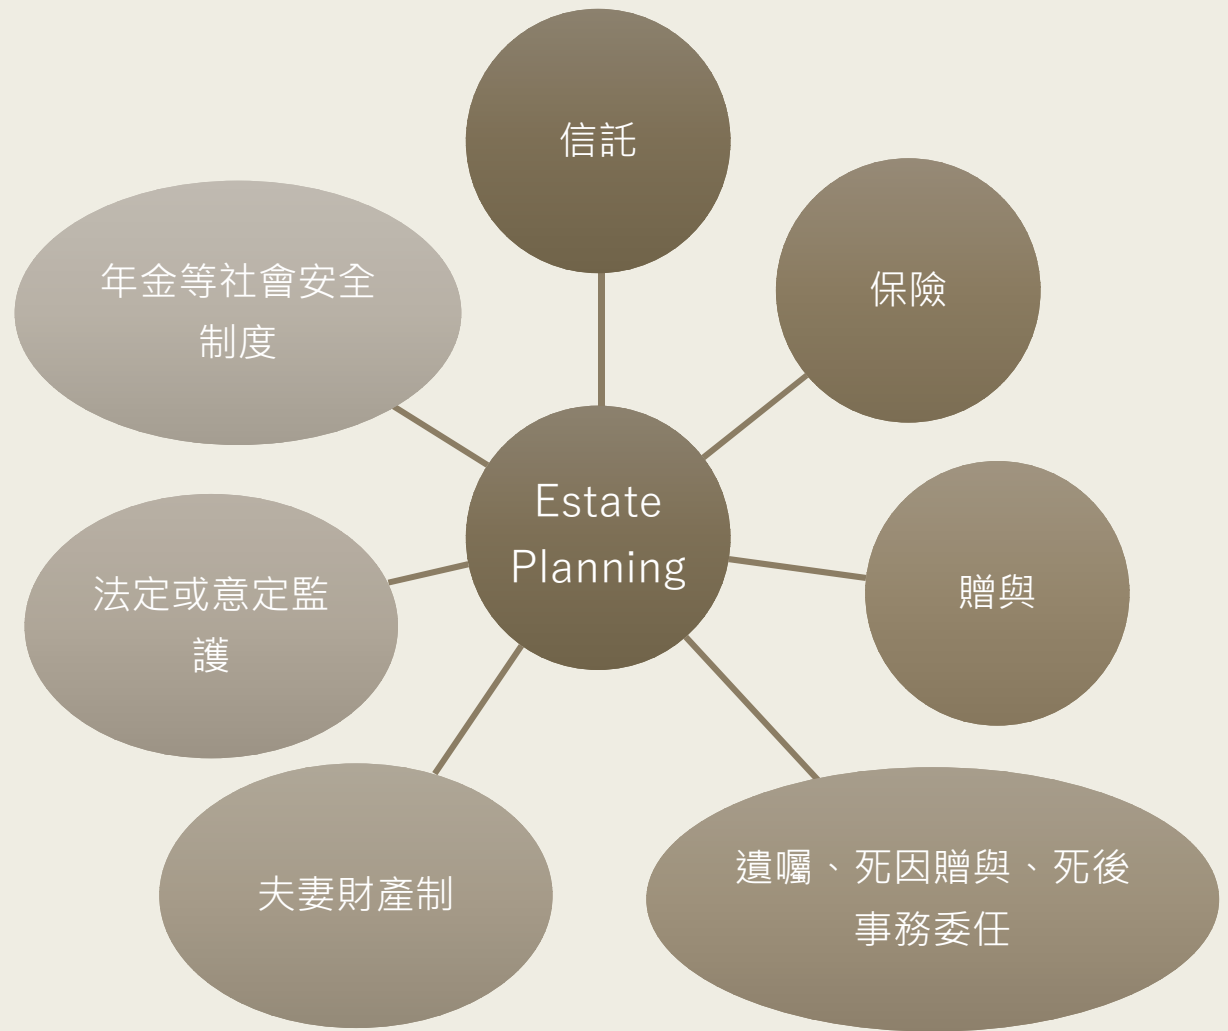 信託
保險
年金等社會安全
制度
Estate
Planning
贈與
法定或意定監
護
遺囑、死因贈與、死後
事務委任
夫妻財產制